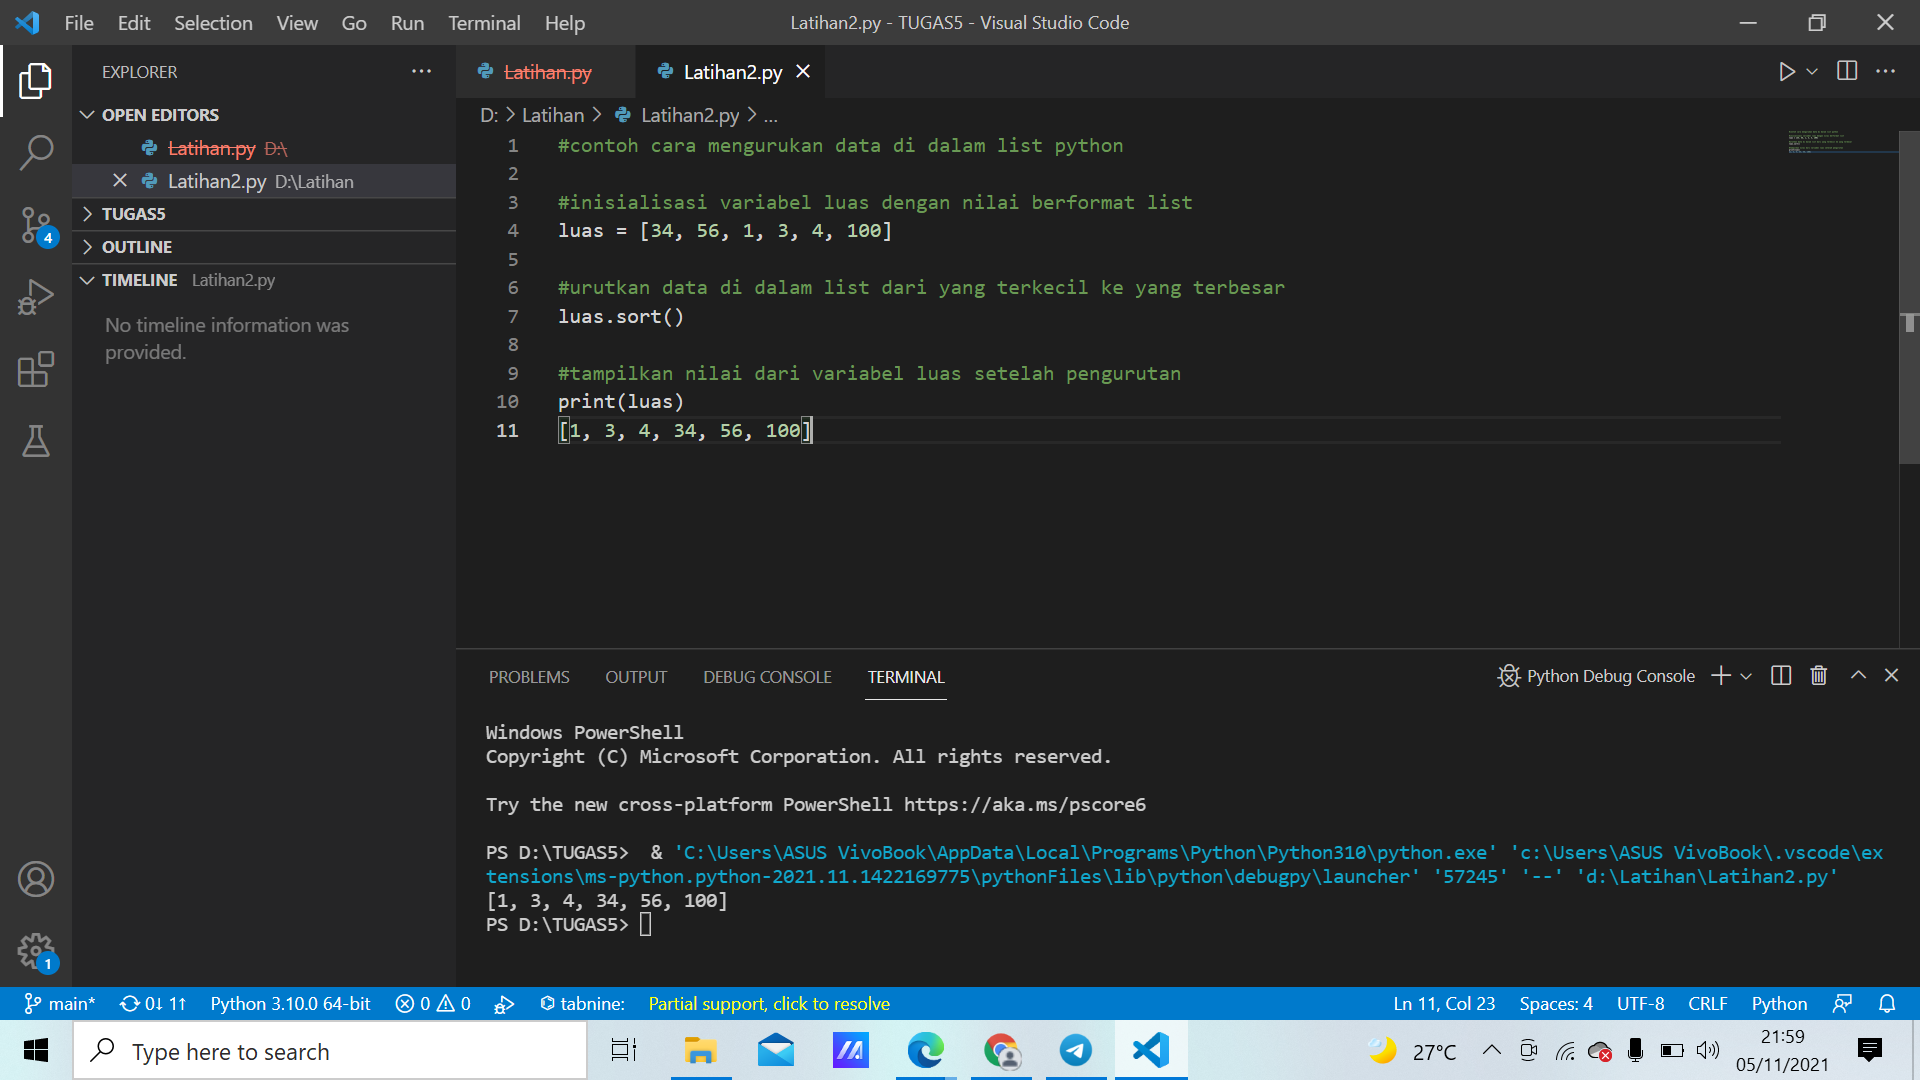 File Edit Selection View Go Run Terminal Help
Latihan2.py - TUGAS5 - Visual Studio Code
EXPLORER
OPEN EDITORS
Latihan.py D:\
Latihan2.py D:\Latihan
TUGAS5
OUTLINE
TIMELINE Latihan2.py
No timeline information was
provided.
4
1
Latihan.py
Latihan2.py
D: > Latihan > Latihan2.py > ...
1 #contoh cara mengurukan data di dalam list python
2
3 #inisialisasi variabel luas dengan nilai berformat list
4 luas = [34, 56, 1, 3, 4, 100]
5
6 #urutkan data di dalam list dari yang terkecil ke yang terbesar
7 luas.sort()
8
9 #tampilkan nilai dari variabel luas setelah pengurutan
10 print(luas)
11 [1, 3, 4, 34, 56, 100]
PROBLEMS OUTPUT DEBUG CONSOLE TERMINAL
Python Debug Console
Windows PowerShell
Copyright (C) Microsoft Corporation. All rights reserved.
Try the new cross-platform PowerShell https://aka.ms/pscore6
PS D:\TUGAS5>  & 'C:\Users\ASUS VivoBook\AppData\Local\Programs\Python\Python310\python.exe' 'c:\Users\ASUS VivoBook\.vscode\ex
tensions\ms-python.python-2021.11.1422169775\pythonFiles\lib\python\debugpy\launcher' '57245' '--' 'd:\Latihan\Latihan2.py'
[1, 3, 4, 34, 56, 100]
PS D:\TUGAS5>
main* 0↓ 1↑ Python 3.10.0 64-bit 0 0 tabnine: Partial support, click to resolve
Ln 11, Col 23 Spaces: 4 UTF-8 CRLF Python
Type here to search
27°C
21:59
05/11/2021